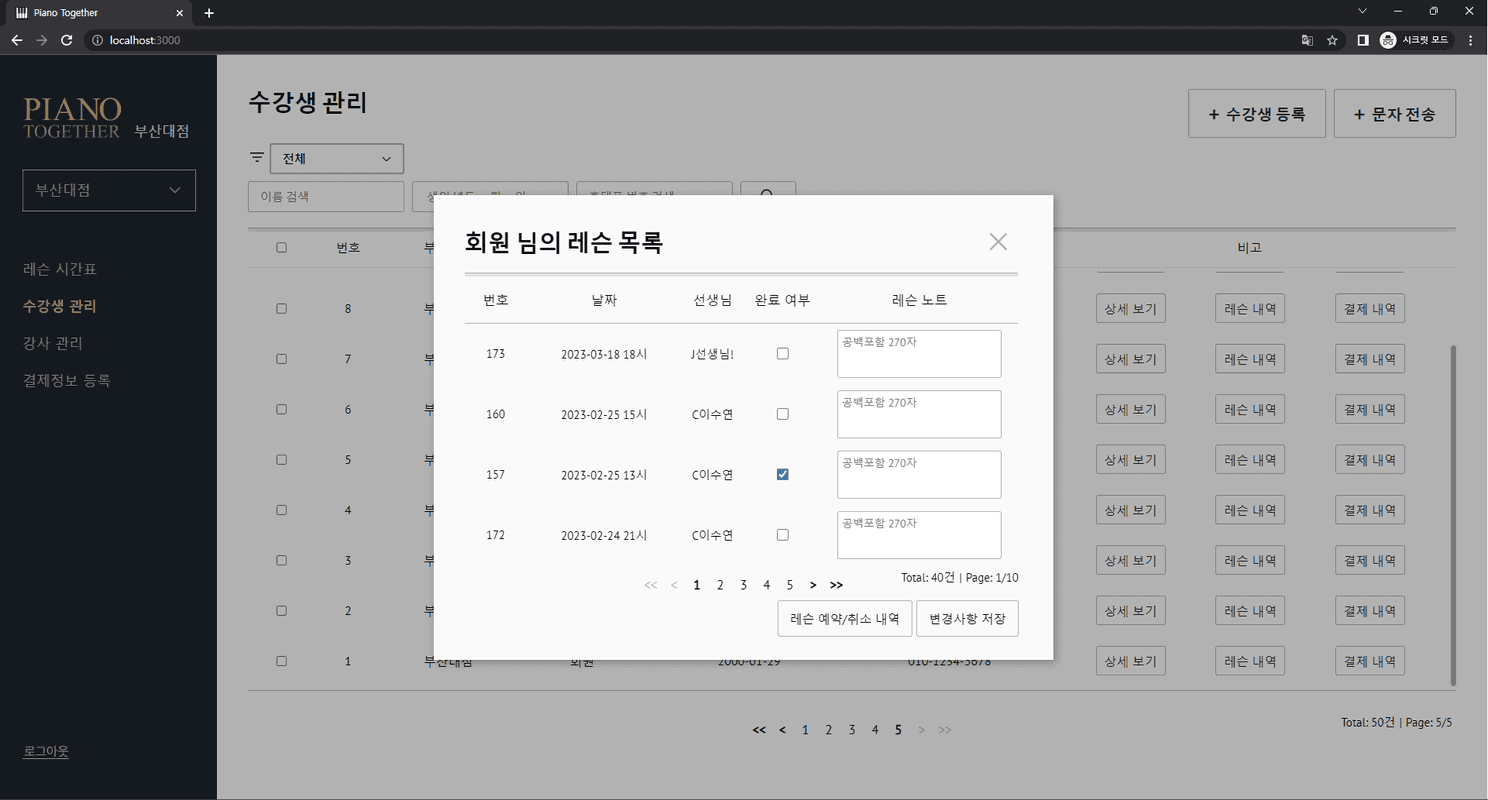 Piano Together
localhost:3000
시크릿 모드
PIANO
TOGETHER 부산대점
부산대점
레슨 시간표
수강생 관리
강사 관리
결제정보 등록
로그아웃
수강생 관리
+ 수강생 등록
+ 문자 전송
전체
이름 검색
번호 부 비고
8 부 상세 보기 레슨 내역 결제 내역
7 부 상세 보기 레슨 내역 결제 내역
6 부 상세 보기 레슨 내역 결제 내역
5 부 상세 보기 레슨 내역 결제 내역
4 부 상세 보기 레슨 내역 결제 내역
3 부 상세 보기 레슨 내역 결제 내역
2 부 상세 보기 레슨 내역 결제 내역
1 부산대점 회원 2000-01-29 010-1234-5678 상세 보기 레슨 내역 결제 내역
<< < 1 2 3 4 5 > >>
Total: 50건 | Page: 5/5
회원 님의 레슨 목록
번호 날짜 선생님 완료 여부 레슨 노트
173 2023-03-18 18시 J선생님! 공백포함 270자
160 2023-02-25 15시 C이수연 공백포함 270자
157 2023-02-25 13시 C이수연 공백포함 270자
172 2023-02-24 21시 C이수연 공백포함 270자
<< < 1 2 3 4 5 > >>
Total: 40건 | Page: 1/10
레슨 예약/취소 내역
변경사항 저장